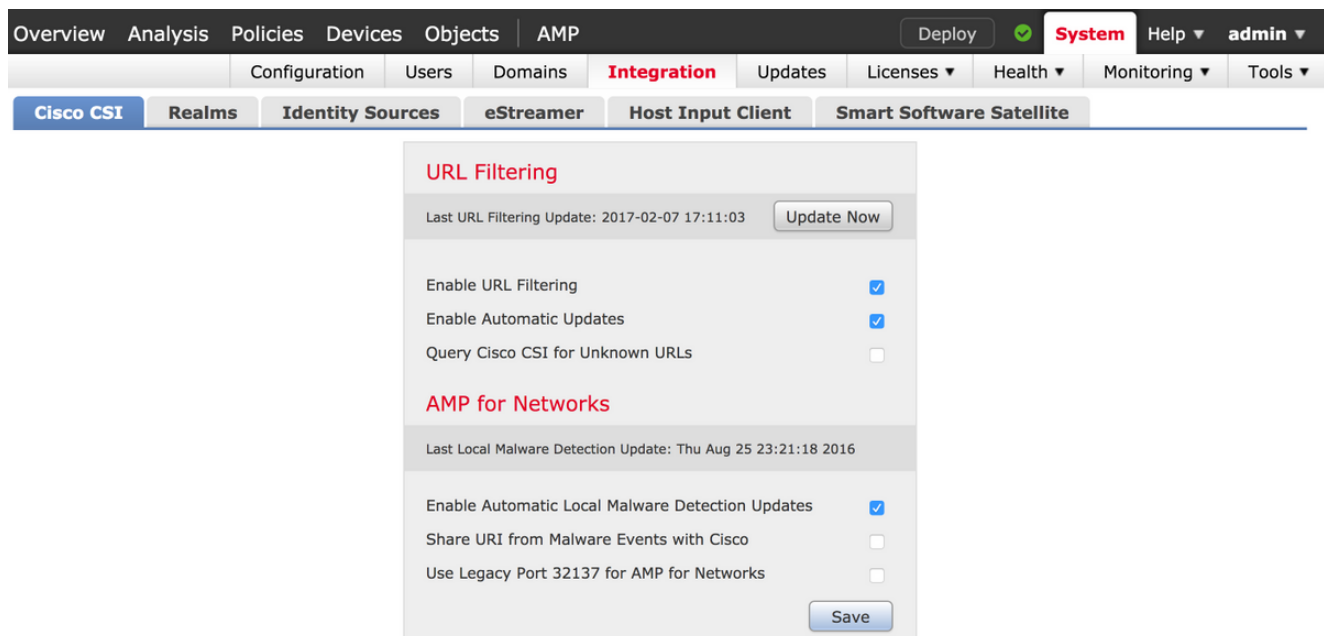 Overview Analysis Policies Devices Objects AMP Deploy System Help ▼ admin ▼
Configuration Users Domains Integration Updates Licenses ▼ Health ▼ Monitoring ▼ Tools ▼
Cisco CSI Realms Identity Sources eStreamer Host Input Client Smart Software Satellite
URL Filtering
Last URL Filtering Update: 2017-02-07 17:11:03 Update Now
Enable URL Filtering
Enable Automatic Updates
Query Cisco CSI for Unknown URLs
AMP for Networks
Last Local Malware Detection Update: Thu Aug 25 23:21:18 2016
Enable Automatic Local Malware Detection Updates
Share URI from Malware Events with Cisco
Use Legacy Port 32137 for AMP for Networks
Save